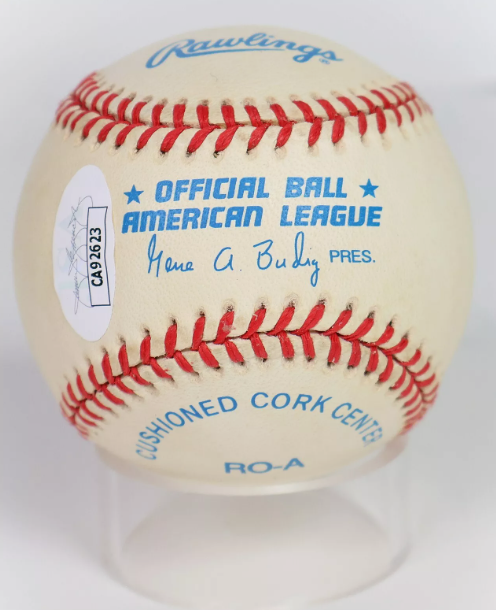 Rawlings®
★ OFFICIAL BALL ★
AMERICAN LEAGUE
Gene A. Budig PRES.
CA92623
CUSHIONED CORK CENTER
RO-A